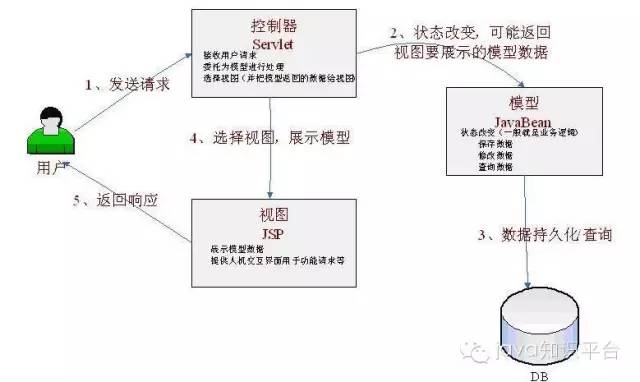 控制器
Servlet
接收用户请求
委托为模型进行处理
选择视图（并把模型返回的数据给视图）
2、状态改变，可能返回
视图要展示的模型数据
1、发送请求
模型
JavaBean
状态改变（一般就是业务逻辑）
保存数据
修改数据
查询数据
4、选择视图，展示模型
用户
5、返回响应
视图
JSP
展示模型数据
提供人机交互界面用于功能请求等
3、数据持久化/查询
java知识平台
DB